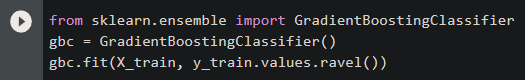 from sklearn.ensemble import GradientBoostingClassifier
gbc = GradientBoostingClassifier()
gbc.fit(X_train, y_train.values.ravel())